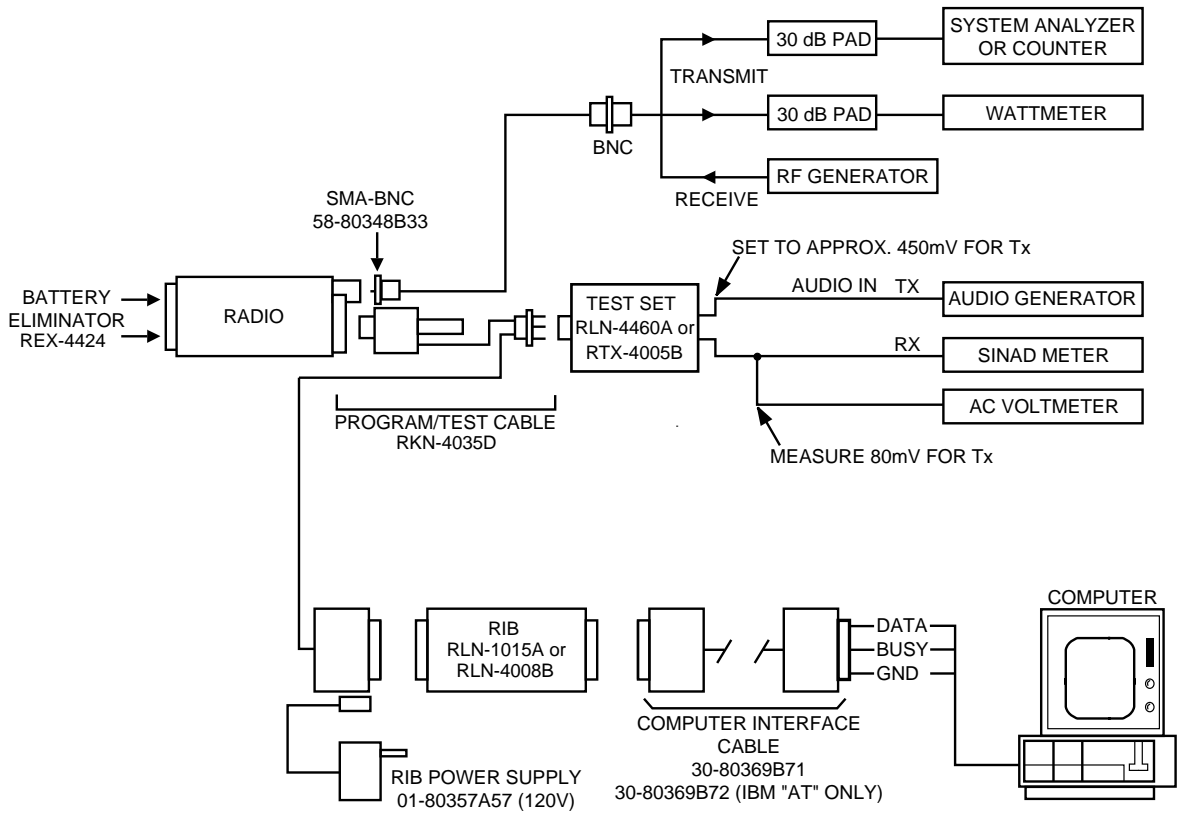 30 dB PAD
SYSTEM ANALYZER
OR COUNTER
TRANSMIT
30 dB PAD
WATTMETER
BNC
RF GENERATOR
RECEIVE
SMA-BNC
58-80348B33
SET TO APPROX. 450mV FOR Tx
BATTERY
ELIMINATOR
REX-4424
RADIO
TEST SET
RLN-4460A or
RTX-4005B
AUDIO IN TX
AUDIO GENERATOR
RX
SINAD METER
AC VOLTMETER
PROGRAM/TEST CABLE
RKN-4035D
MEASURE 80mV FOR Tx
RIB
RLN-1015A or
RLN-4008B
DATA
BUSY
GND
COMPUTER
COMPUTER INTERFACE
CABLE
30-80369B71
30-80369B72 (IBM "AT" ONLY)
RIB POWER SUPPLY
01-80357A57 (120V)